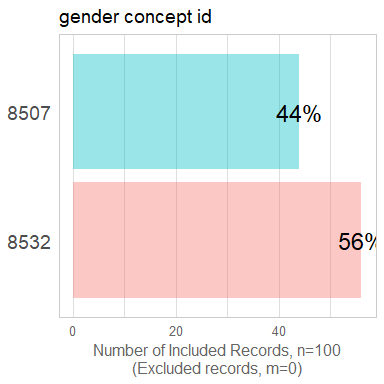 gender concept id
8507
44%
8532
56%
0
20
40
Number of Included Records, n=100
(Excluded records, m=0)